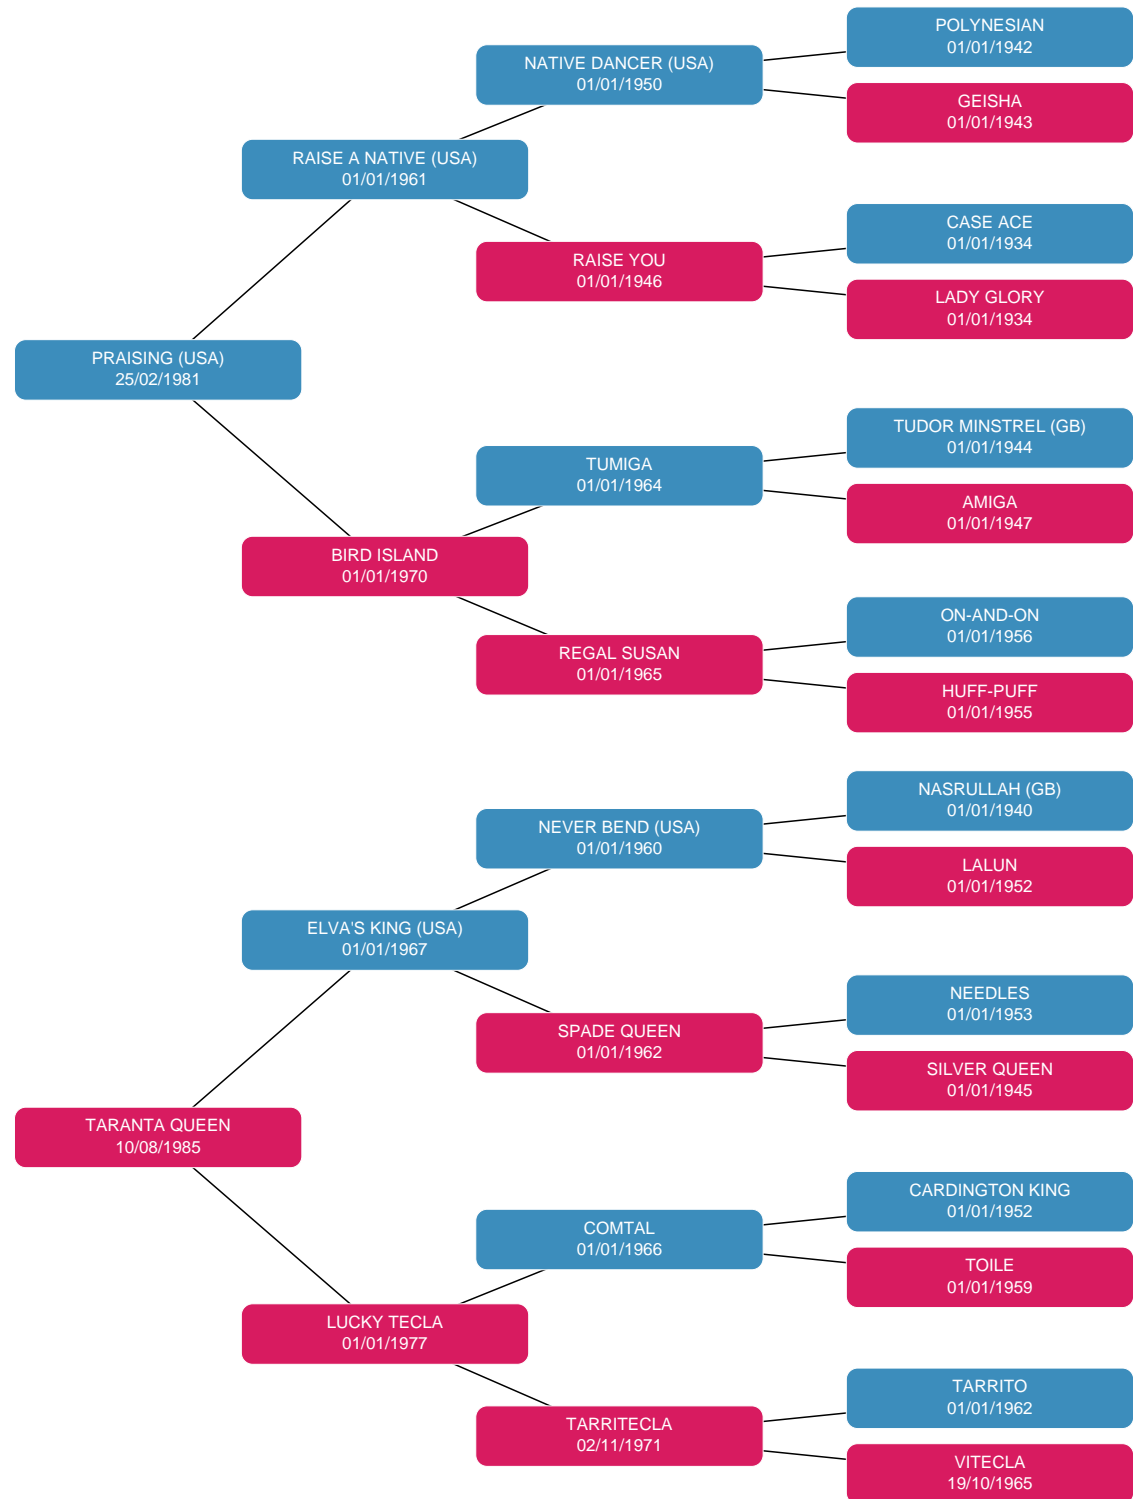 POLYNESIAN
01/01/1942
NATIVE DANCER (USA)
01/01/1950
GEISHA
01/01/1943
RAISE A NATIVE (USA)
01/01/1961
CASE ACE
01/01/1934
RAISE YOU
01/01/1946
LADY GLORY
01/01/1934
PRAISING (USA)
25/02/1981
TUDOR MINSTREL (GB)
01/01/1944
TUMIGA
01/01/1964
AMIGA
01/01/1947
BIRD ISLAND
01/01/1970
ON-AND-ON
01/01/1956
REGAL SUSAN
01/01/1965
HUFF-PUFF
01/01/1955
NASRULLAH (GB)
01/01/1940
NEVER BEND (USA)
01/01/1960
LALUN
01/01/1952
ELVA'S KING (USA)
01/01/1967
NEEDLES
01/01/1953
SPADE QUEEN
01/01/1962
SILVER QUEEN
01/01/1945
TARANTA QUEEN
10/08/1985
CARDINGTON KING
01/01/1952
COMTAL
01/01/1966
TOILE
01/01/1959
LUCKY TECLA
01/01/1977
TARRITO
01/01/1962
TARRITECLA
02/11/1971
VITECLA
19/10/1965